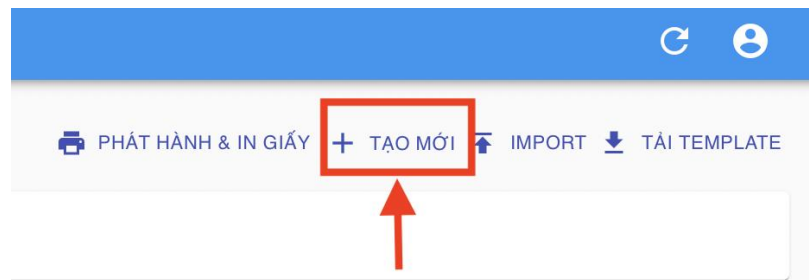 PHÁT HÀNH & IN GIẤY + TẠO MỚI IMPORT TẢI TEMPLATE